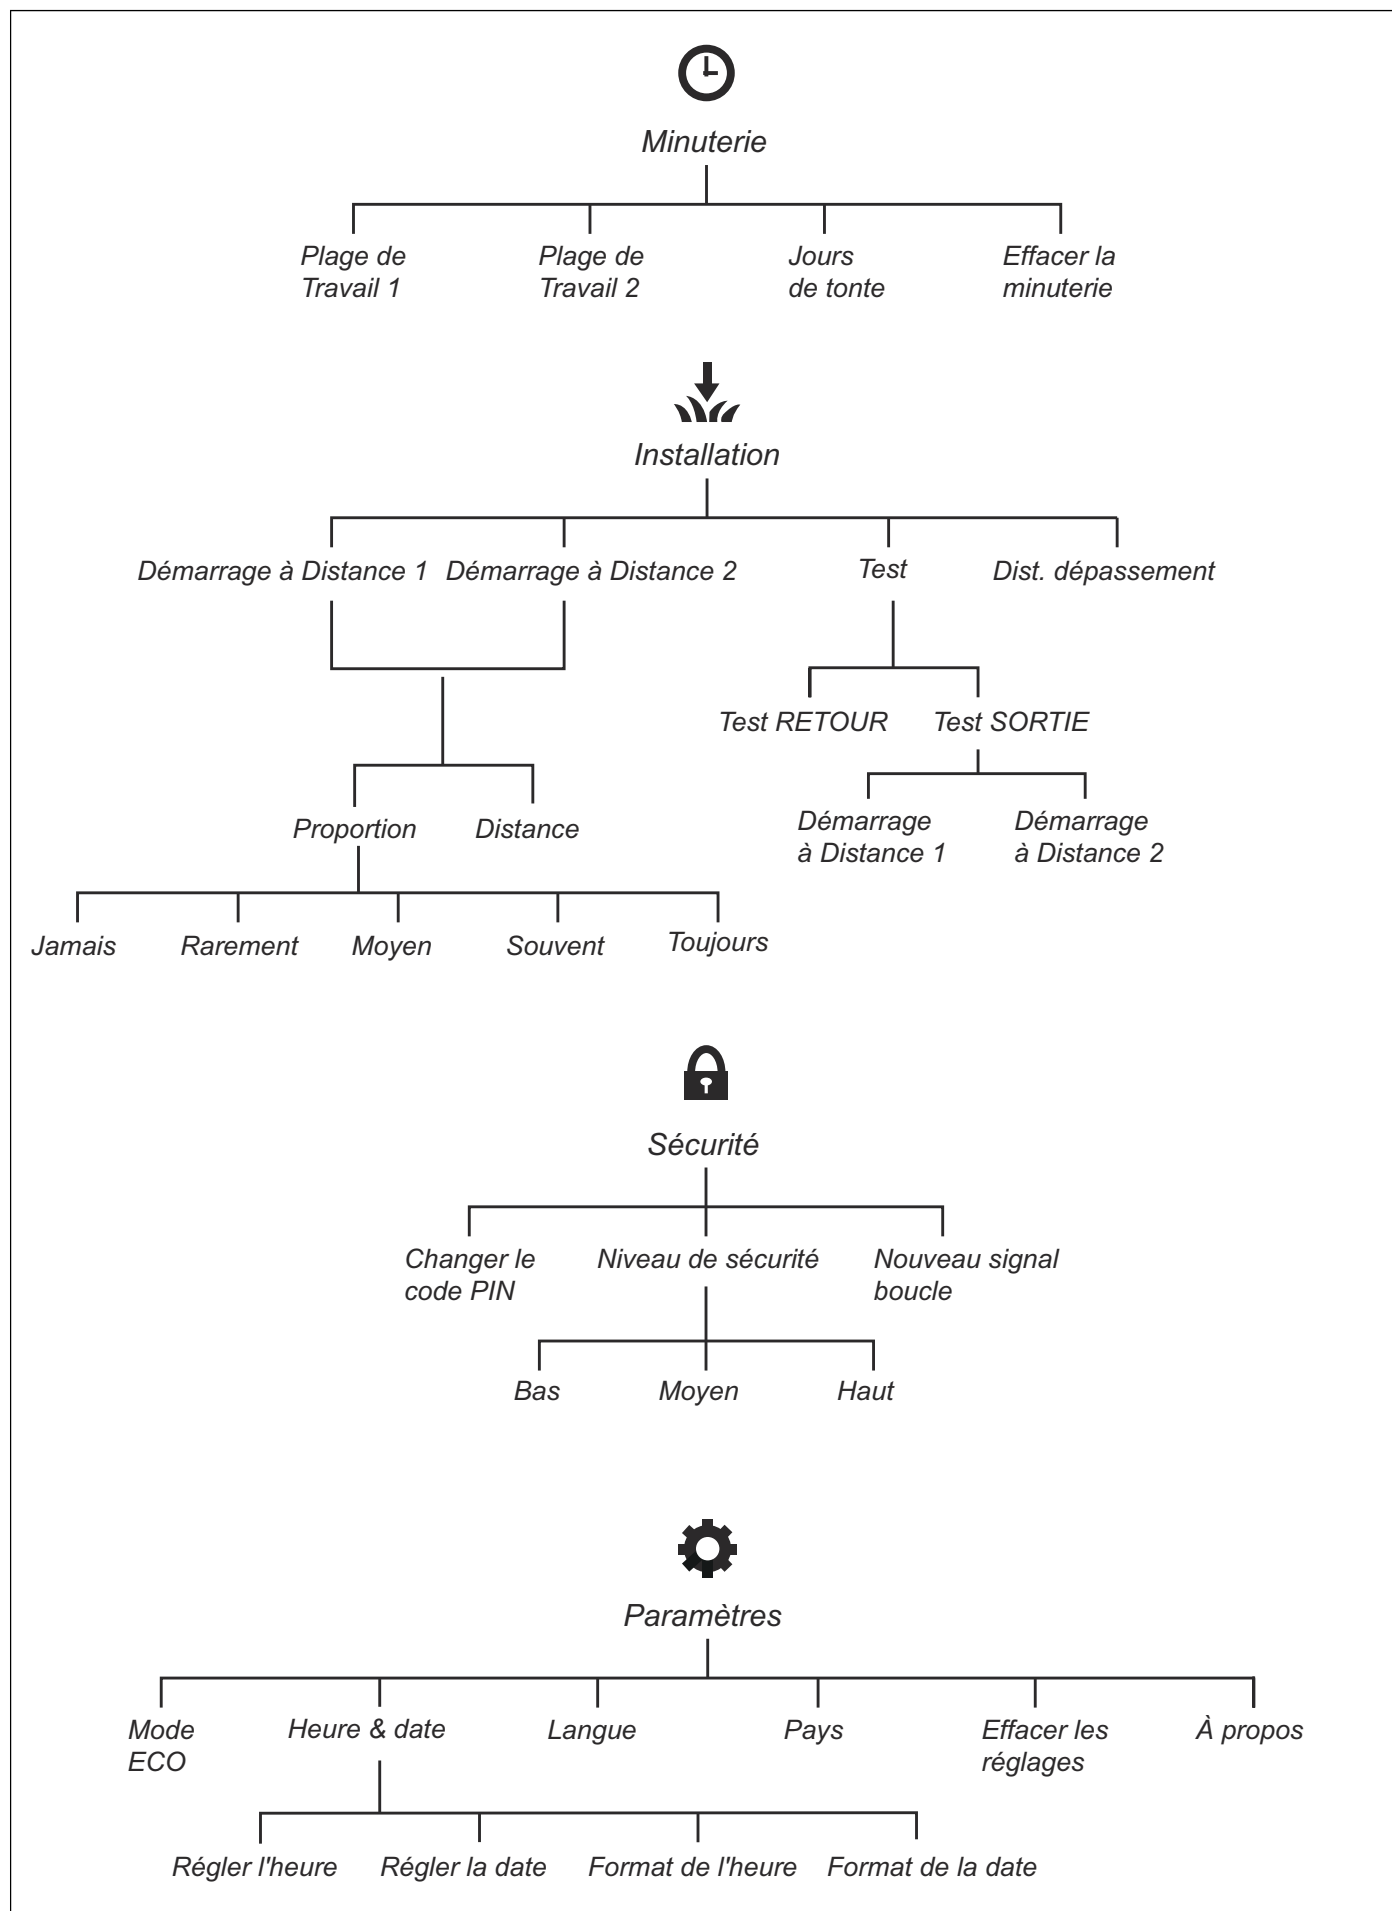 Minuterie
Plage de
Travail 1
Plage de
Travail 2
Jours
de tonte
Effacer la
minuterie
Installation
Démarrage à Distance 1
Démarrage à Distance 2
Test
Dist. dépassement
Test RETOUR
Test SORTIE
Proportion
Distance
Démarrage
à Distance 1
Démarrage
à Distance 2
Jamais
Rarement
Moyen
Souvent
Toujours
Sécurité
Changer le
code PIN
Niveau de sécurité
Nouveau signal
boucle
Bas
Moyen
Haut
Paramètres
Mode
ECO
Heure & date
Langue
Pays
Effacer les
réglages
À propos
Régler l'heure
Régler la date
Format de l'heure
Format de la date